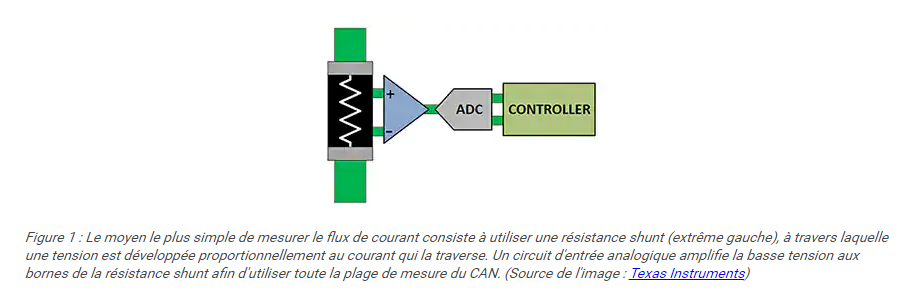 +
-
ADC
CONTROLLER
Figure 1 : Le moyen le plus simple de mesurer le flux de courant consiste à utiliser une résistance shunt (extrême gauche), à travers laquelle
une tension est développée proportionnellement au courant qui la traverse. Un circuit d'entrée analogique amplifie la basse tension aux
bornes de la résistance shunt afin d'utiliser toute la plage de mesure du CAN. (Source de l'image : Texas Instruments)